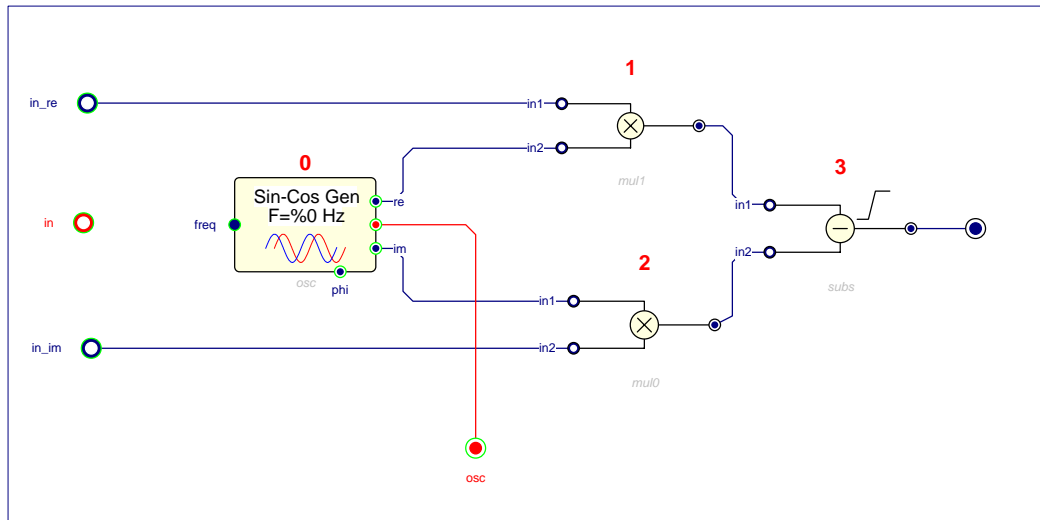 1
in_re
in1
in2
mul1
0
Sin-Cos Gen
F=%0 Hz
re
in
freq
im
osc
phi
3
in1
in2
subs
2
in1
in_im
in2
mul0
osc